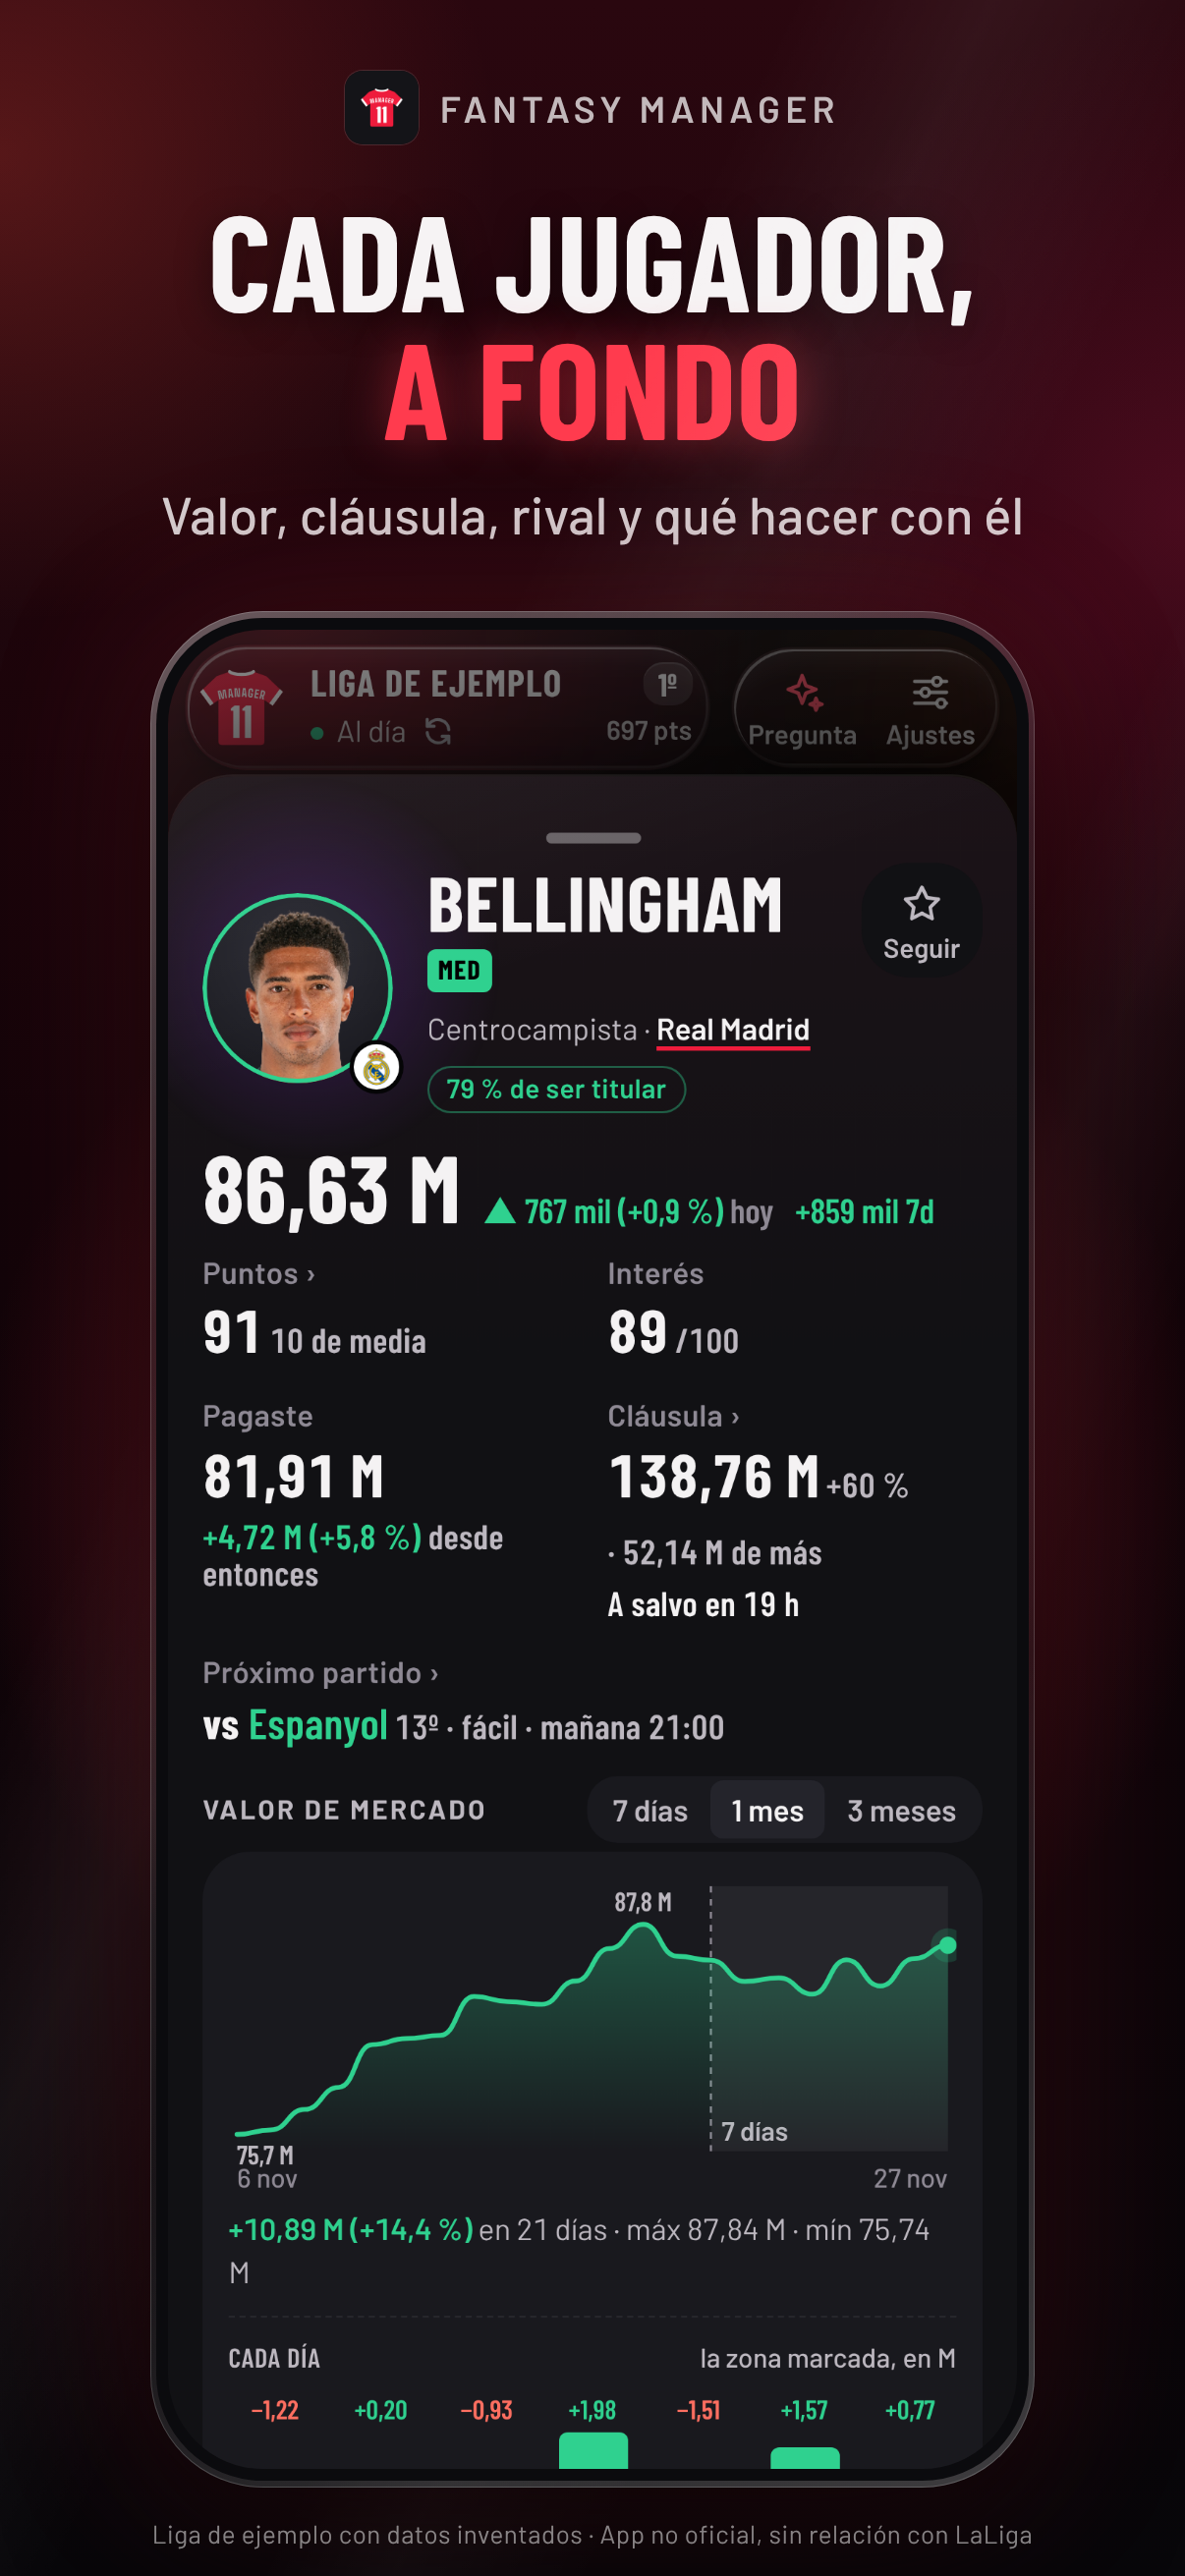 MANAGER
11
FANTASY MANAGER
CADA JUGADOR,
A FONDO
Valor, cláusula, rival y qué hacer con él
MANAGER
11
LIGA DE EJEMPLO
1º
Al día
697 pts
Pregunta
Ajustes
BELLINGHAM
Seguir
MED
Centrocampista · Real Madrid
79 % de ser titular
86,63 M ▲ 767 mil (+0,9 %) hoy +859 mil 7d
Puntos ›
91 10 de media
Interés
89 /100
Pagaste
81,91 M
+4,72 M (+5,8 %) desde
entonces
Cláusula ›
138,76 M +60 %
· 52,14 M de más
A salvo en 19 h
Próximo partido ›
vs Espanyol 13º · fácil · mañana 21:00
VALOR DE MERCADO
7 días
1 mes
3 meses
87,8 M
7 días
75,7 M
6 nov
27 nov
+10,89 M (+14,4 %) en 21 días · máx 87,84 M · mín 75,74
M
CADA DÍA
la zona marcada, en M
−1,22 +0,20 −0,93 +1,98 −1,51 +1,57 +0,77
Liga de ejemplo con datos inventados · App no oficial, sin relación con LaLiga